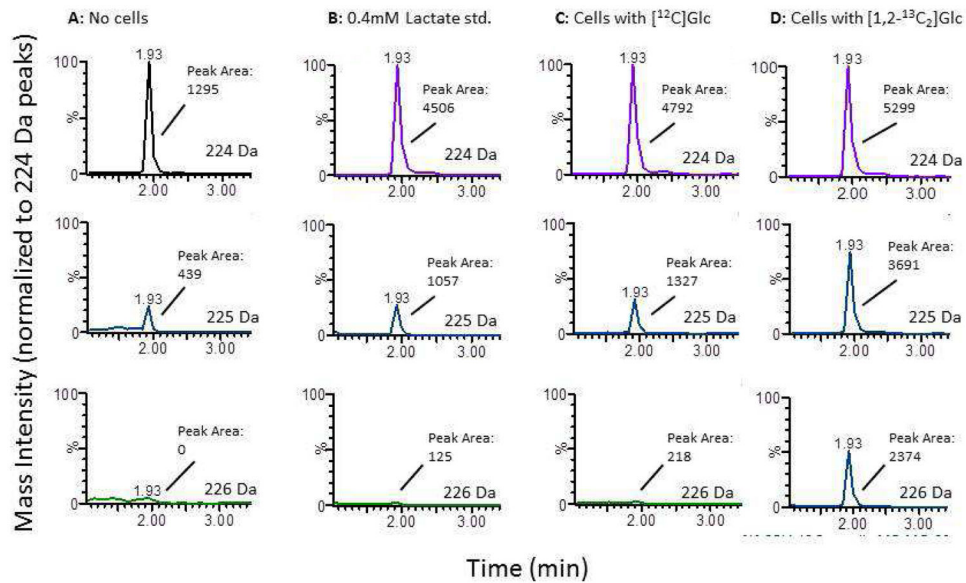 A: No cells
B: 0.4mM Lactate std.
C: Cells with [¹²C]Glc
D: Cells with [1,2-¹³C₂]Glc
Mass Intensity (normalized to 224 Da peaks)
100
%
0
1.93
Peak Area:
1295
224 Da
2.00 3.00
100
%
0
1.93
Peak Area:
4506
224 Da
2.00 3.00
100
%
0
1.93
Peak Area:
4792
224 Da
2.00 3.00
100
%
0
1.93
Peak Area:
5299
224 Da
2.00 3.00
100
%
0
1.93
Peak Area:
439
225 Da
2.00 3.00
100
%
0
1.93
Peak Area:
1057
225 Da
2.00 3.00
100
%
0
1.93
Peak Area:
1327
225 Da
2.00 3.00
100
%
0
1.93
Peak Area:
3691
225 Da
2.00 3.00
100
%
0
1.93
Peak Area:
0
226 Da
2.00 3.00
100
%
0
Peak Area:
125
226 Da
2.00 3.00
100
%
0
Peak Area:
218
226 Da
2.00 3.00
100
%
0
1.93
Peak Area:
2374
226 Da
2.00 3.00
Time (min)